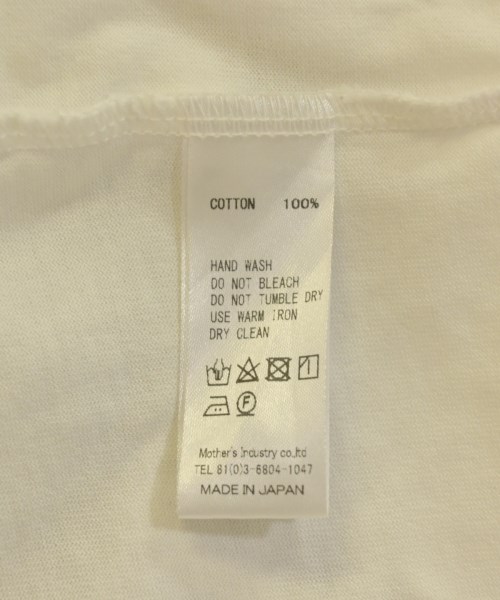 COTTON 100%
HAND WASH
DO NOT BLEACH
DO NOT TUMBLE DRY
USE WARM IRON
DRY CLEAN
F
Mother's Industry co.,ltd
TEL 81(0)3-6804-1047
MADE IN JAPAN